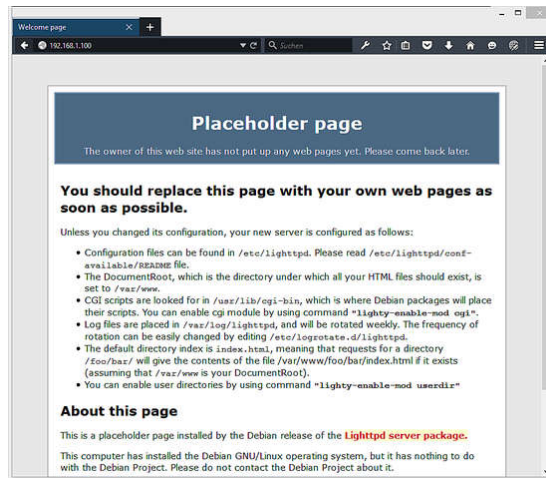 Welcome page
192.168.1.100
Suchen
Placeholder page
The owner of this web site has not put up any web pages yet. Please come back later.
You should replace this page with your own web pages as
soon as possible.
Unless you changed its configuration, your new server is configured as follows:
• Configuration files can be found in /etc/lighttpd. Please read /etc/lighttpd/conf-
available/README file.
• The DocumentRoot, which is the directory under which all your HTML files should exist, is
set to /var/www.
• CGI scripts are looked for in /usr/lib/cgi-bin, which is where Debian packages will place
their scripts. You can enable cgi module by using command "lighty-enable-mod cgi".
• Log files are placed in /var/log/lighttpd, and will be rotated weekly. The frequency of
rotation can be easily changed by editing /etc/logrotate.d/lighttpd.
• The default directory index is index.html, meaning that requests for a directory
/foo/bar/ will give the contents of the file /var/www/foo/bar/index.html if it exists
(assuming that /var/www is your DocumentRoot).
• You can enable user directories by using command "lighty-enable-mod userdir"
About this page
This is a placeholder page installed by the Debian release of the Lighttpd server package.
This computer has installed the Debian GNU/Linux operating system, but it has nothing to do
with the Debian Project. Please do not contact the Debian Project about it.